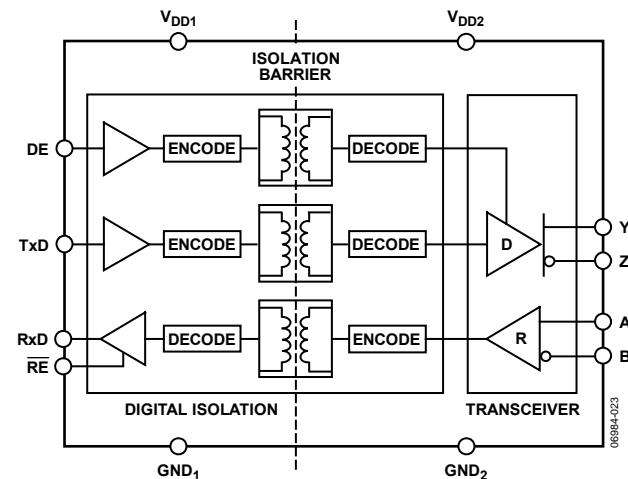 VDD1
VDD2
ISOLATION
BARRIER
DE
ENCODE
DECODE
TxD
ENCODE
DECODE
D
Y
Z
RxD
DECODE
ENCODE
R
A
B
RE
DIGITAL ISOLATION
TRANSCEIVER
GND1
GND2
06984-023